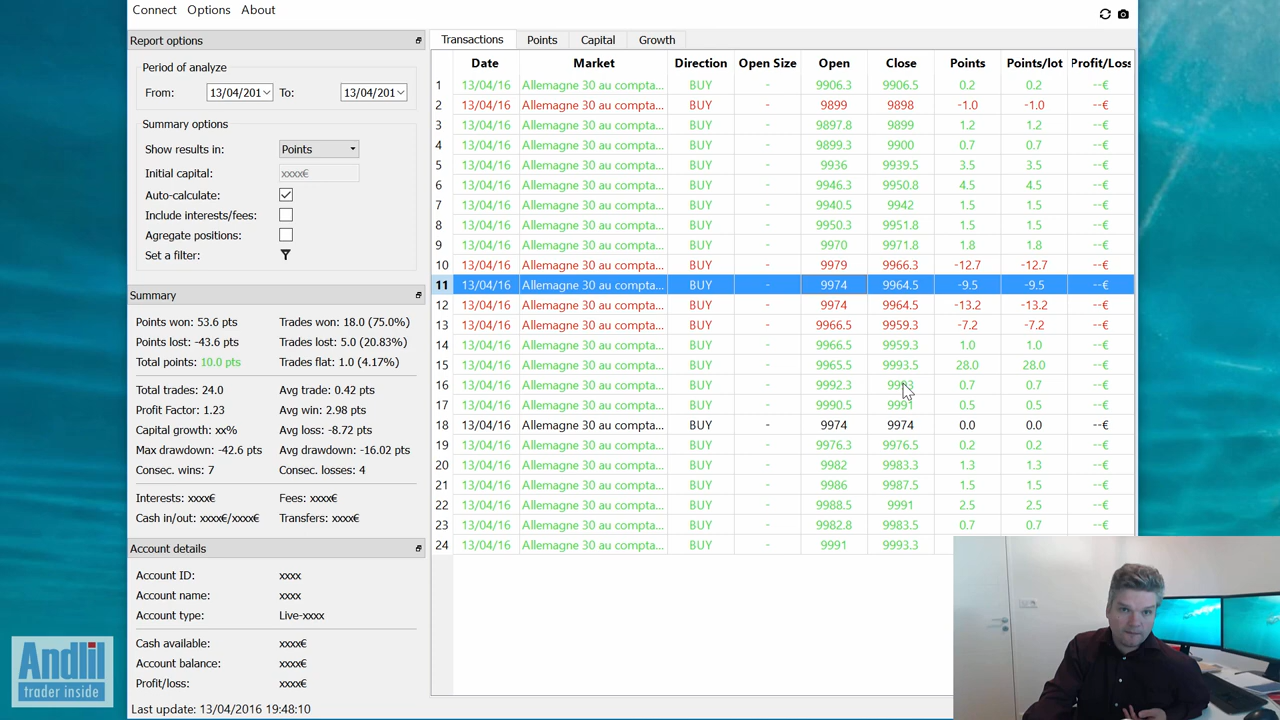 Connect Options About
Report options
Period of analyze
From: 13/04/201 To: 13/04/201
Summary options
Show results in: Points
Initial capital: xxxx€
Auto-calculate:
Include interests/fees:
Agregate positions:
Set a filter:
Summary
Points won: 53.6 pts Trades won: 18.0 (75.0%)
Points lost: -43.6 pts Trades lost: 5.0 (20.83%)
Total points: 10.0 pts Trades flat: 1.0 (4.17%)
Total trades: 24.0 Avg trade: 0.42 pts
Profit Factor: 1.23 Avg win: 2.98 pts
Capital growth: xx% Avg loss: -8.72 pts
Max drawdown: -42.6 pts Avg drawdown: -16.02 pts
Consec. wins: 7 Consec. losses: 4
Interests: xxxx€ Fees: xxxx€
Cash in/out: xxxx€/xxxx€ Transfers: xxxx€
Account details
Account ID: xxxx
Account name: xxxx
Account type: Live-xxxx
Cash available: xxxx€
Account balance: xxxx€
Profit/loss: xxxx€
Last update: 13/04/2016 19:48:10
Transactions Points Capital Growth
Date Market Direction Open Size Open Close Points Points/lot Profit/Loss
1 13/04/16 Allemagne 30 au compta... BUY - 9906.3 9906.5 0.2 0.2 --€
2 13/04/16 Allemagne 30 au compta... BUY - 9899 9898 -1.0 -1.0 --€
3 13/04/16 Allemagne 30 au compta... BUY - 9897.8 9899 1.2 1.2 --€
4 13/04/16 Allemagne 30 au compta... BUY - 9899.3 9900 0.7 0.7 --€
5 13/04/16 Allemagne 30 au compta... BUY - 9936 9939.5 3.5 3.5 --€
6 13/04/16 Allemagne 30 au compta... BUY - 9946.3 9950.8 4.5 4.5 --€
7 13/04/16 Allemagne 30 au compta... BUY - 9940.5 9942 1.5 1.5 --€
8 13/04/16 Allemagne 30 au compta... BUY - 9950.3 9951.8 1.5 1.5 --€
9 13/04/16 Allemagne 30 au compta... BUY - 9970 9971.8 1.8 1.8 --€
10 13/04/16 Allemagne 30 au compta... BUY - 9979 9966.3 -12.7 -12.7 --€
11 13/04/16 Allemagne 30 au compta... BUY - 9974 9964.5 -9.5 -9.5 --€
12 13/04/16 Allemagne 30 au compta... BUY - 9974 9964.5 -13.2 -13.2 --€
13 13/04/16 Allemagne 30 au compta... BUY - 9966.5 9959.3 -7.2 -7.2 --€
14 13/04/16 Allemagne 30 au compta... BUY - 9966.5 9959.3 1.0 1.0 --€
15 13/04/16 Allemagne 30 au compta... BUY - 9965.5 9993.5 28.0 28.0 --€
16 13/04/16 Allemagne 30 au compta... BUY - 9992.3 0.7 0.7 --€
17 13/04/16 Allemagne 30 au compta... BUY - 9990.5 9991 0.5 0.5 --€
18 13/04/16 Allemagne 30 au compta... BUY - 9974 9974 0.0 0.0 --€
19 13/04/16 Allemagne 30 au compta... BUY - 9976.3 9976.5 0.2 0.2 --€
20 13/04/16 Allemagne 30 au compta... BUY - 9982 9983.3 1.3 1.3 --€
21 13/04/16 Allemagne 30 au compta... BUY - 9986 9987.5 1.5 1.5 --€
22 13/04/16 Allemagne 30 au compta... BUY - 9988.5 9991 2.5 2.5 --€
23 13/04/16 Allemagne 30 au compta... BUY - 9982.8 9983.5 0.7 0.7 --€
24 13/04/16 Allemagne 30 au compta... BUY - 9991 9993.3
Andlil
trader inside